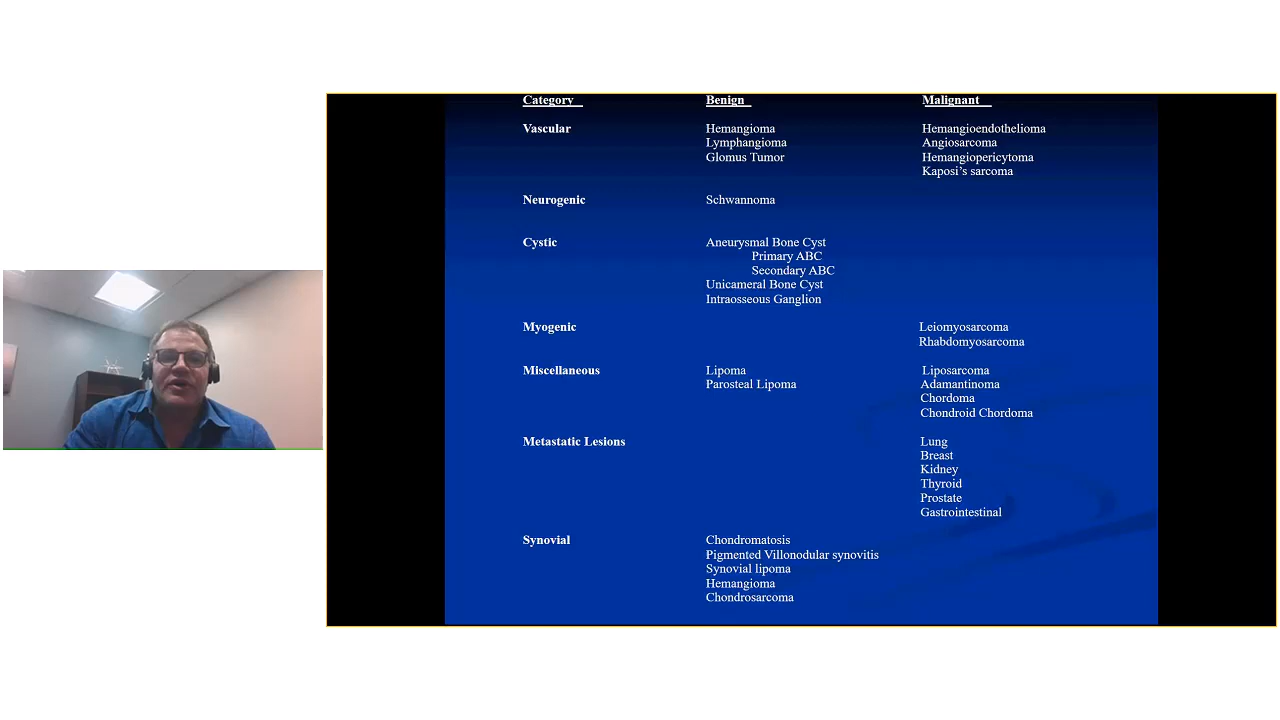 Category Benign Malignant
Vascular Hemangioma Hemangioendothelioma
Lymphangioma Angiosarcoma
Glomus Tumor Hemangiopericytoma
Kaposi’s sarcoma
Neurogenic Schwannoma
Cystic Aneurysmal Bone Cyst
Primary ABC
Secondary ABC
Unicameral Bone Cyst
Intraosseous Ganglion
Myogenic Leiomyosarcoma
Rhabdomyosarcoma
Miscellaneous Lipoma Liposarcoma
Parosteal Lipoma Adamantinoma
Chordoma
Chondroid Chordoma
Metastatic Lesions Lung
Breast
Kidney
Thyroid
Prostate
Gastrointestinal
Synovial Chondromatosis
Pigmented Villonodular synovitis
Synovial lipoma
Hemangioma
Chondrosarcoma